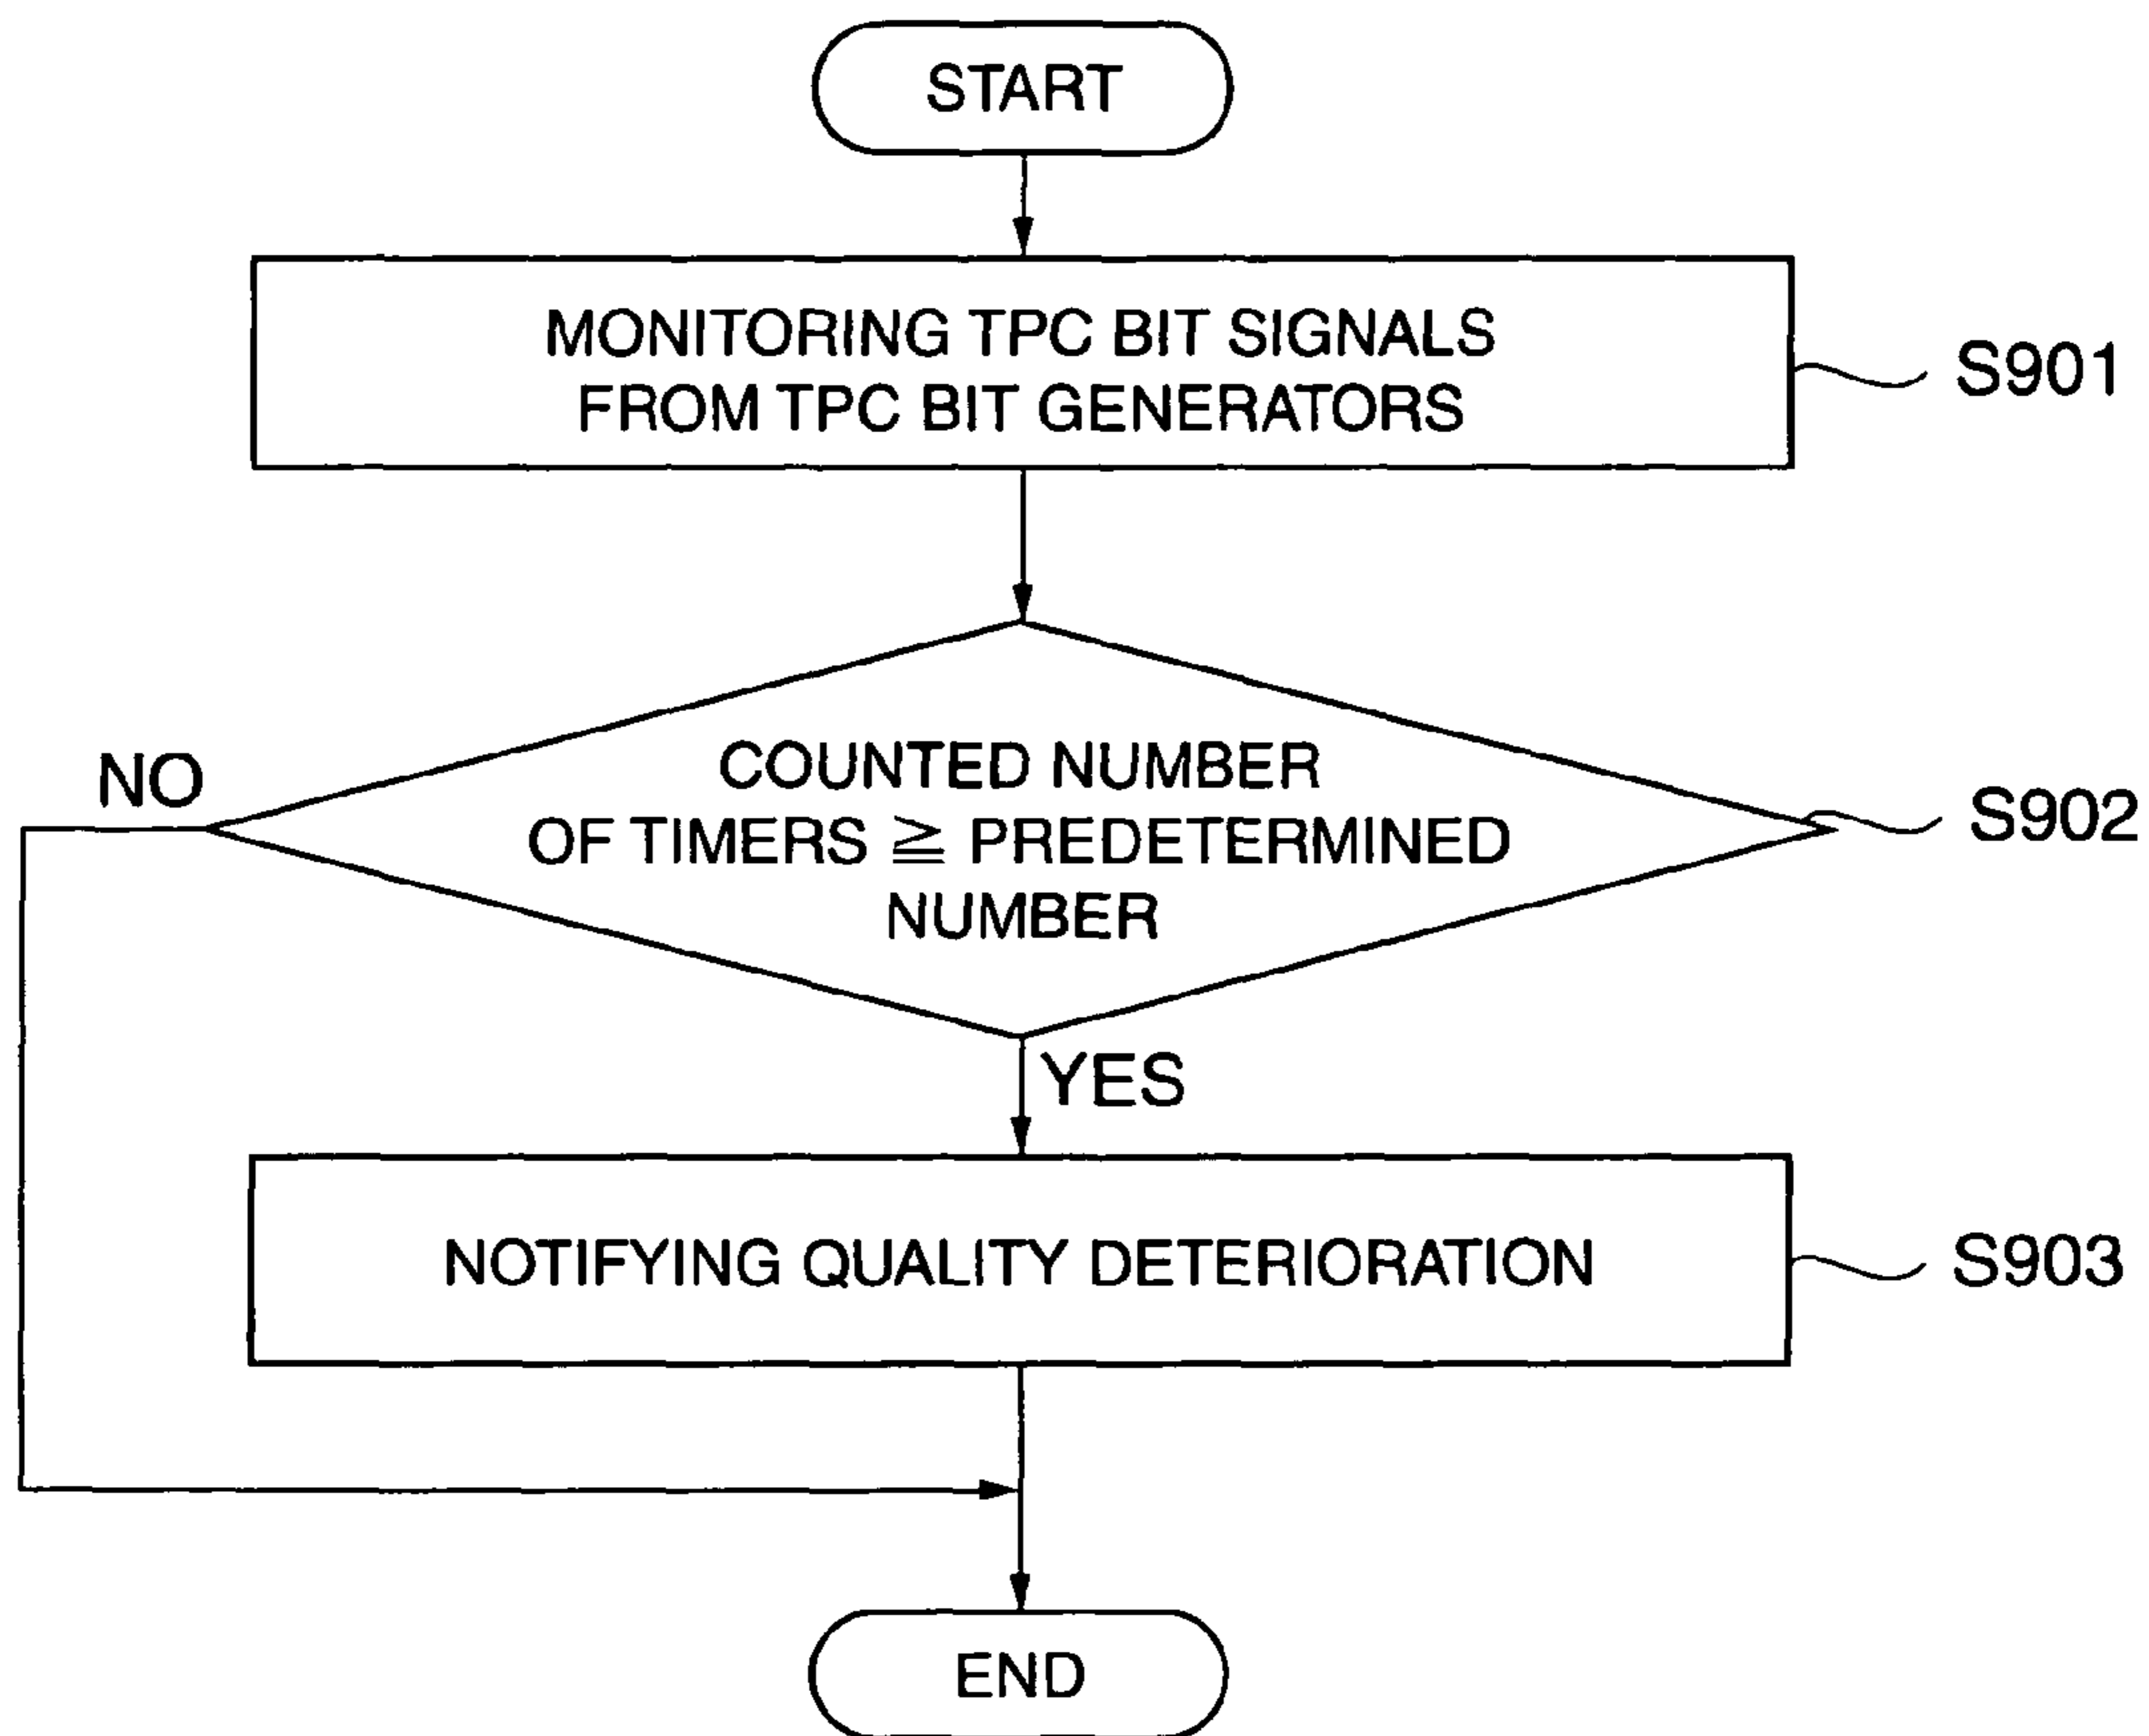 START
MONITORING TPC BIT SIGNALS
FROM TPC BIT GENERATORS
S901
COUNTED NUMBER
OF TIMERS ≧ PREDETERMINED
NUMBER
S902
NO
YES
NOTIFYING QUALITY DETERIORATION
S903
END